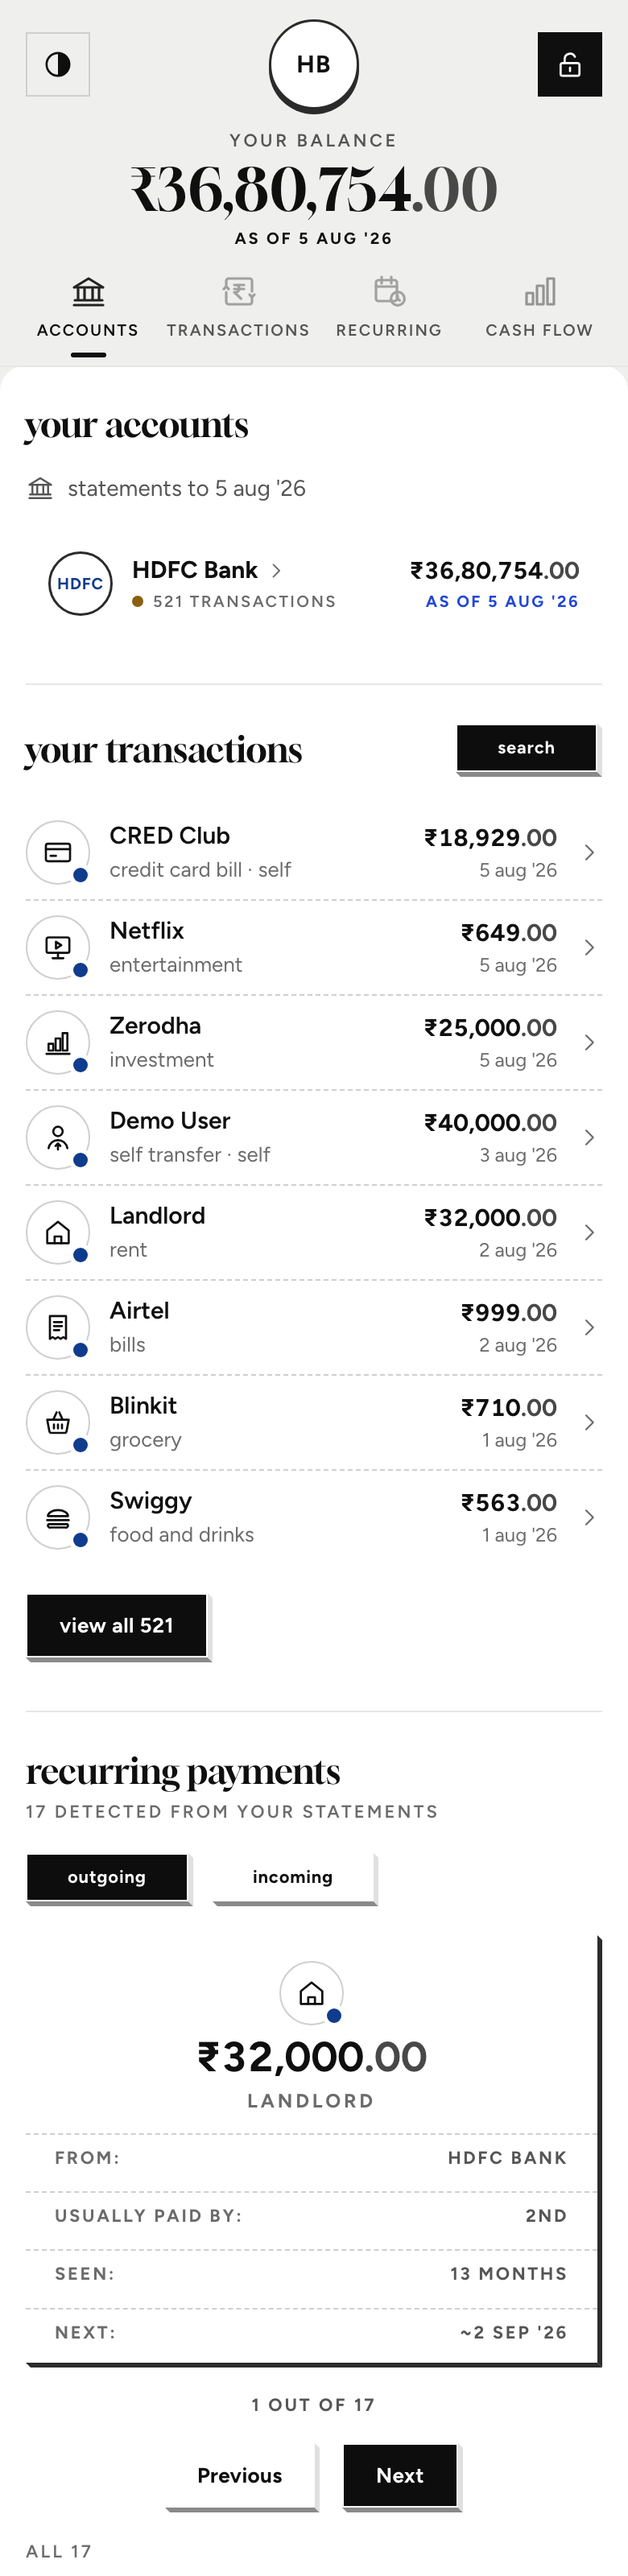 HB
YOUR BALANCE
₹36,80,754.00
AS OF 5 AUG '26
ACCOUNTS TRANSACTIONS RECURRING CASH FLOW
your accounts
statements to 5 aug '26
HDFC HDFC Bank ₹36,80,754.00
521 TRANSACTIONS AS OF 5 AUG '26
your transactions search
CRED Club ₹18,929.00
credit card bill · self 5 aug '26
Netflix ₹649.00
entertainment 5 aug '26
Zerodha ₹25,000.00
investment 5 aug '26
Demo User ₹40,000.00
self transfer · self 3 aug '26
Landlord ₹32,000.00
rent 2 aug '26
Airtel ₹999.00
bills 2 aug '26
Blinkit ₹710.00
grocery 1 aug '26
Swiggy ₹563.00
food and drinks 1 aug '26
view all 521
recurring payments
17 DETECTED FROM YOUR STATEMENTS
outgoing incoming
₹32,000.00
LANDLORD
FROM: HDFC BANK
USUALLY PAID BY: 2ND
SEEN: 13 MONTHS
NEXT: ~2 SEP '26
1 OUT OF 17
Previous Next
ALL 17